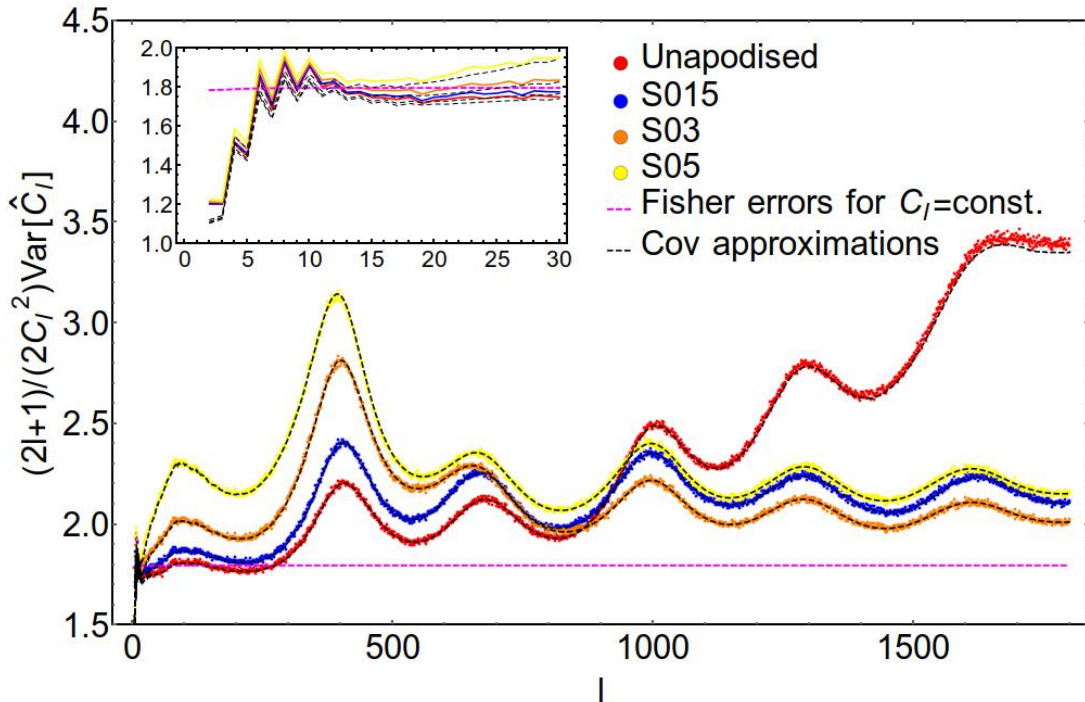 4.5
4.0
3.5
3.0
2.5
2.0
1.5
(2l+1)/(2C_l^2)Var[Ĉ_l]
2.0
1.8
1.6
1.4
1.2
1.0
0 5 10 15 20 25 30
Unapodised
S015
S03
S05
Fisher errors for C_l=const.
Cov approximations
0 500 1000 1500
l